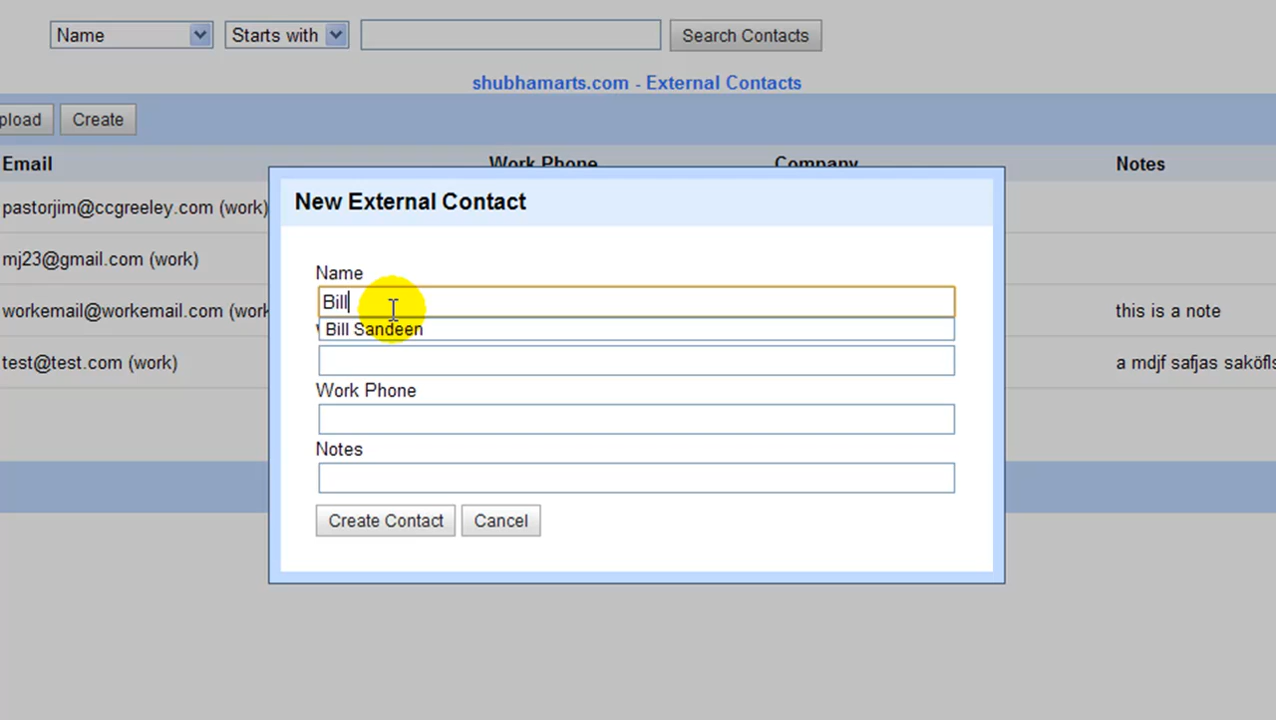 Name Starts with Search Contacts
shubhamarts.com - External Contacts
pload Create
Email Work Phone Company Notes
pastorjim@ccgreeley.com (work)
mj23@gmail.com (work)
workemail@workemail.com (work this is a note
test@test.com (work) a mdjf safjas saköfls
New External Contact
Name
Bill
Bill Sandeen
Work Phone
Notes
Create Contact Cancel